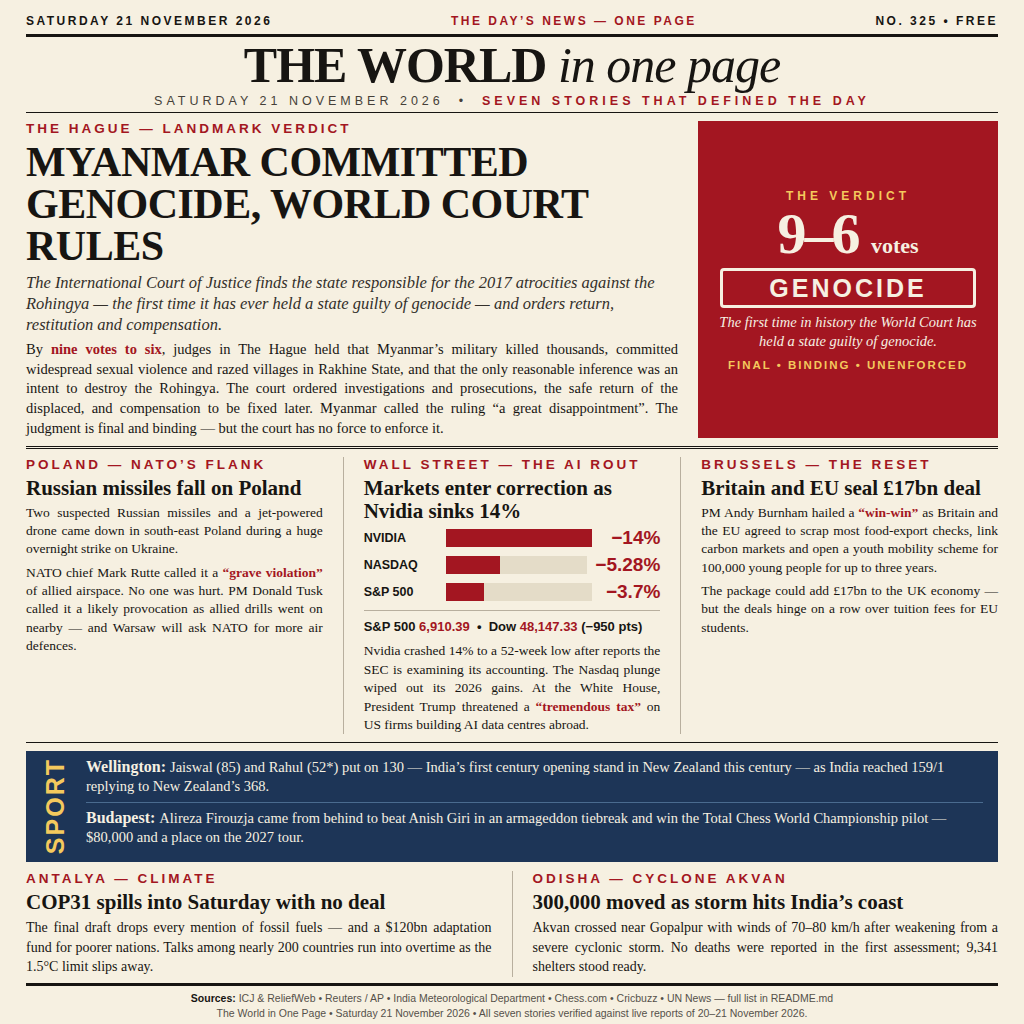 SATURDAY 21 NOVEMBER 2026
THE DAY’S NEWS — ONE PAGE
NO. 325 • FREE
THE WORLD in one page
SATURDAY 21 NOVEMBER 2026 • SEVEN STORIES THAT DEFINED THE DAY
THE HAGUE — LANDMARK VERDICT
MYANMAR COMMITTED
GENOCIDE, WORLD COURT
RULES
The International Court of Justice finds the state responsible for the 2017 atrocities against the
Rohingya — the first time it has ever held a state guilty of genocide — and orders return,
restitution and compensation.
By nine votes to six, judges in The Hague held that Myanmar’s military killed thousands, committed
widespread sexual violence and razed villages in Rakhine State, and that the only reasonable inference was an
intent to destroy the Rohingya. The court ordered investigations and prosecutions, the safe return of the
displaced, and compensation to be fixed later. Myanmar called the ruling “a great disappointment”. The
judgment is final and binding — but the court has no force to enforce it.
THE VERDICT
9–6 votes
GENOCIDE
The first time in history the World Court has
held a state guilty of genocide.
FINAL • BINDING • UNENFORCED
POLAND — NATO’S FLANK
Russian missiles fall on Poland
Two suspected Russian missiles and a jet-powered
drone came down in south-east Poland during a huge
overnight strike on Ukraine.
NATO chief Mark Rutte called it a “grave violation”
of allied airspace. No one was hurt. PM Donald Tusk
called it a likely provocation as allied drills went on
nearby — and Warsaw will ask NATO for more air
defences.
WALL STREET — THE AI ROUT
Markets enter correction as
Nvidia sinks 14%
NVIDIA −14%
NASDAQ −5.28%
S&P 500 −3.7%
S&P 500 6,910.39 • Dow 48,147.33 (−950 pts)
Nvidia crashed 14% to a 52-week low after reports the
SEC is examining its accounting. The Nasdaq plunge
wiped out its 2026 gains. At the White House,
President Trump threatened a “tremendous tax” on
US firms building AI data centres abroad.
BRUSSELS — THE RESET
Britain and EU seal £17bn deal
PM Andy Burnham hailed a “win-win” as Britain and
the EU agreed to scrap most food-export checks, link
carbon markets and open a youth mobility scheme for
100,000 young people for up to three years.
The package could add £17bn to the UK economy —
but the deals hinge on a row over tuition fees for EU
students.
SPORT
Wellington: Jaiswal (85) and Rahul (52*) put on 130 — India’s first century opening stand in New Zealand this century — as India reached 159/1
replying to New Zealand’s 368.
Budapest: Alireza Firouzja came from behind to beat Anish Giri in an armageddon tiebreak and win the Total Chess World Championship pilot —
$80,000 and a place on the 2027 tour.
ANTALYA — CLIMATE
COP31 spills into Saturday with no deal
The final draft drops every mention of fossil fuels — and a $120bn adaptation
fund for poorer nations. Talks among nearly 200 countries run into overtime as the
1.5°C limit slips away.
ODISHA — CYCLONE AKVAN
300,000 moved as storm hits India’s coast
Akvan crossed near Gopalpur with winds of 70–80 km/h after weakening from a
severe cyclonic storm. No deaths were reported in the first assessment; 9,341
shelters stood ready.
Sources: ICJ & ReliefWeb • Reuters / AP • India Meteorological Department • Chess.com • Cricbuzz • UN News — full list in README.md
The World in One Page • Saturday 21 November 2026 • All seven stories verified against live reports of 20–21 November 2026.